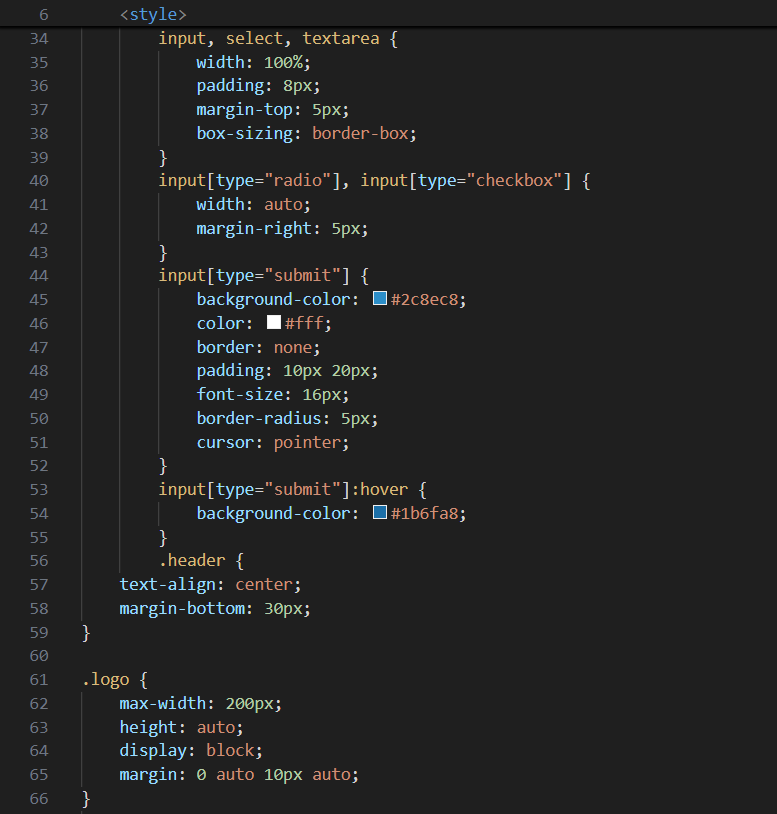 6 <style>
34 input, select, textarea {
35 width: 100%;
36 padding: 8px;
37 margin-top: 5px;
38 box-sizing: border-box;
39 }
40 input[type="radio"], input[type="checkbox"] {
41 width: auto;
42 margin-right: 5px;
43 }
44 input[type="submit"] {
45 background-color: #2c8ec8;
46 color: #fff;
47 border: none;
48 padding: 10px 20px;
49 font-size: 16px;
50 border-radius: 5px;
51 cursor: pointer;
52 }
53 input[type="submit"]:hover {
54 background-color: #1b6fa8;
55 }
56 .header {
57 text-align: center;
58 margin-bottom: 30px;
59 }
60
61 .logo {
62 max-width: 200px;
63 height: auto;
64 display: block;
65 margin: 0 auto 10px auto;
66 }